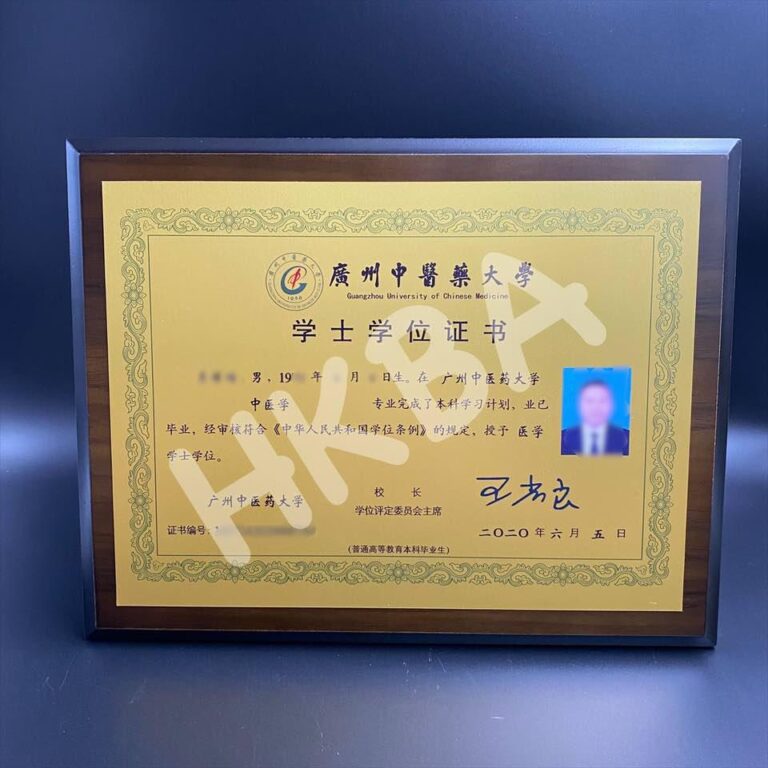 廣州中醫藥大學
Guangzhou University of Chinese Medicine
1956
学士学位证书
男，19 年 月 日生。在 广州中医药大学
中医学 专业完成了本科学习计划，业已
毕业，经审核符合《中华人民共和国学位条例》的规定，授予 医学
学士学位。
广州中医药大学
校 长
学位评定委员会主席
证书编号：
二〇二〇 年 六 月 五 日
(普通高等教育本科毕业生)
HKBA